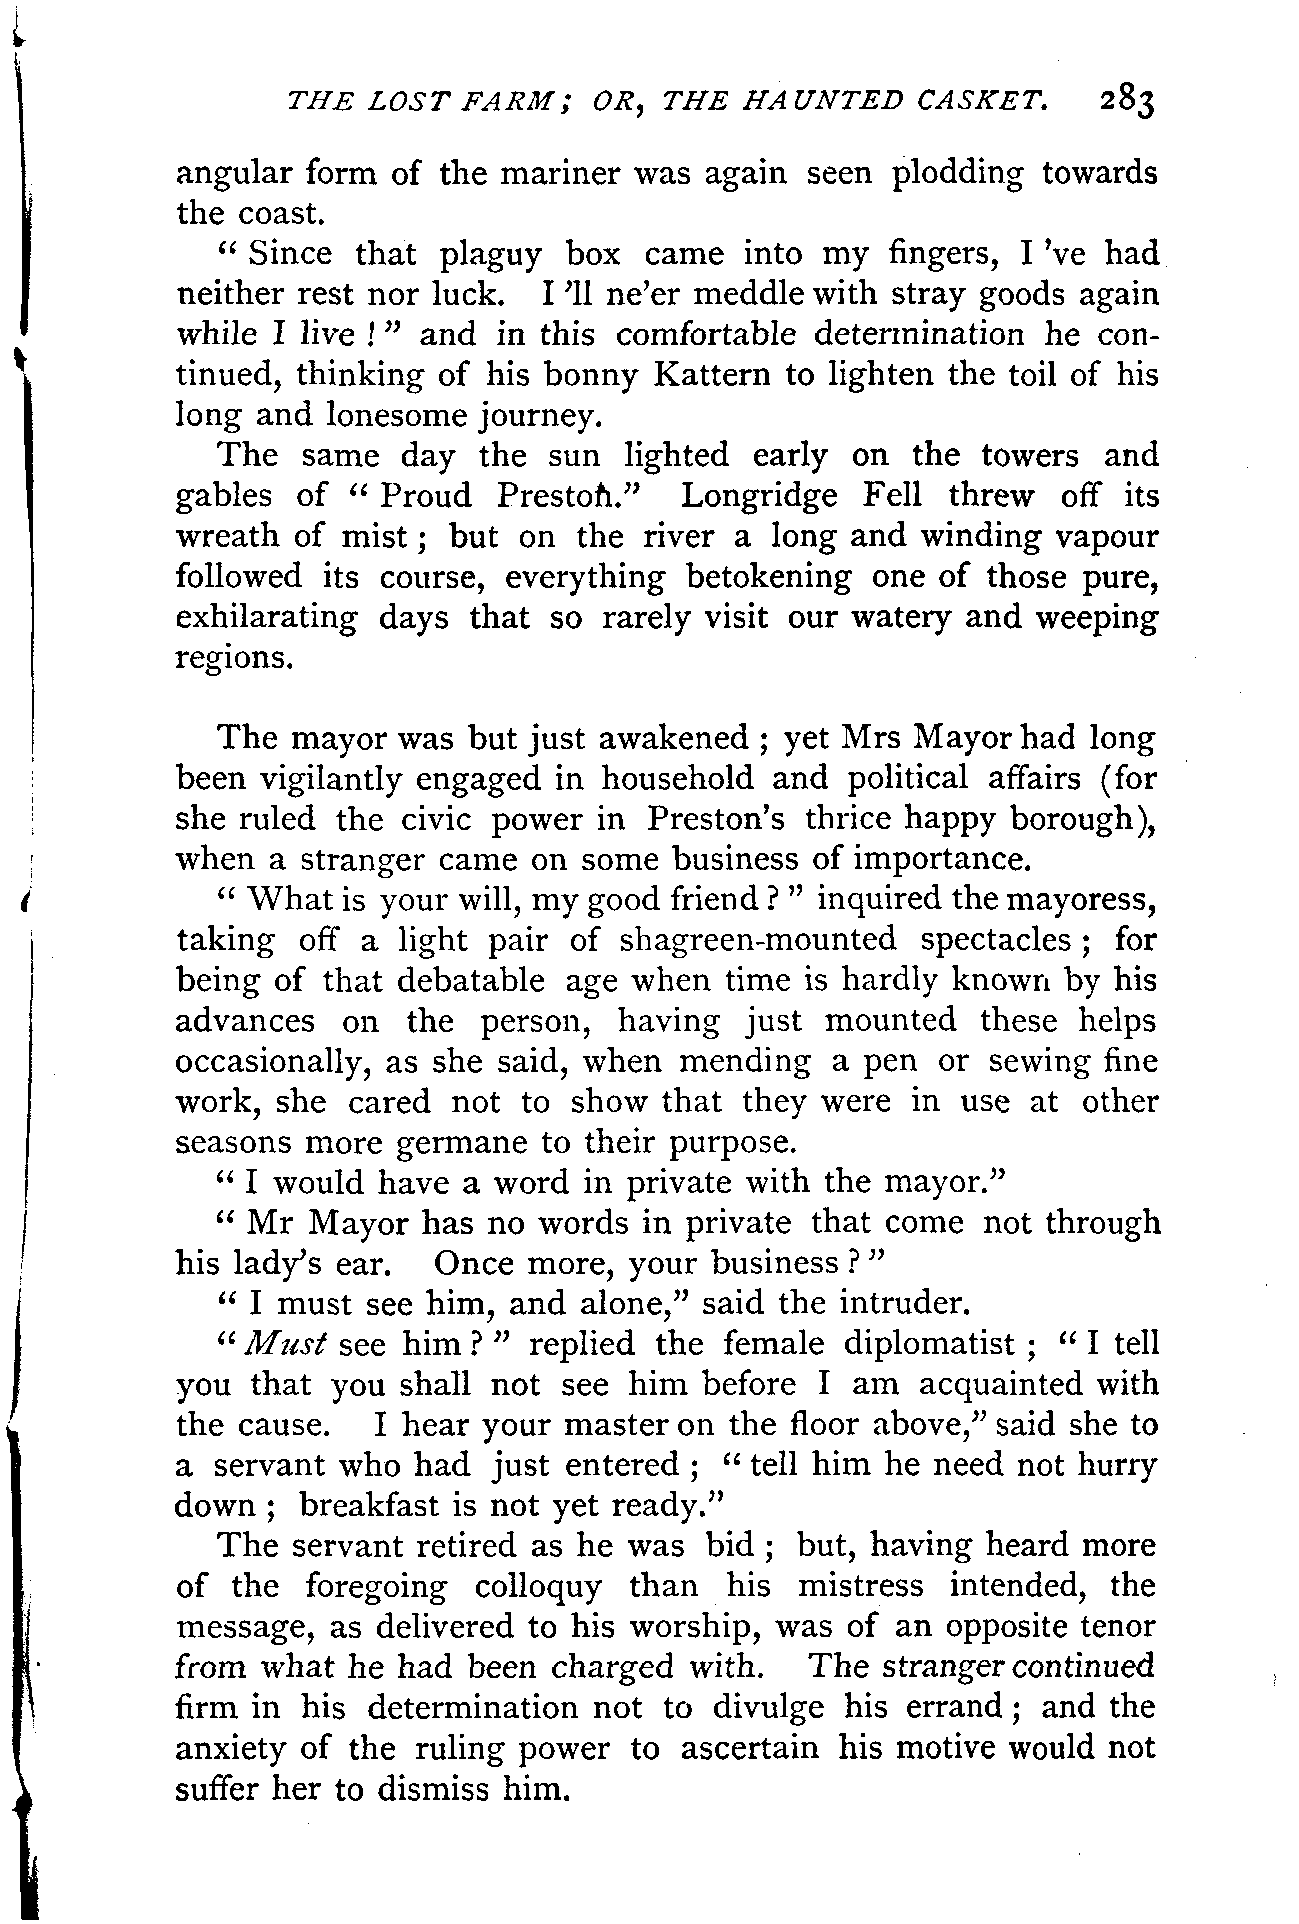 THE LOST FARM; OR, THE HAUNTED CASKET. 283
angular form of the mariner was again seen plodding towards
the coast.
“ Since that plaguy box came into my fingers, I 've had
neither rest nor luck. I 'll ne'er meddle with stray goods again
while I live ! ” and in this comfortable determination he con-
tinued, thinking of his bonny Kattern to lighten the toil of his
long and lonesome journey.
The same day the sun lighted early on the towers and
gables of “ Proud Preston.” Longridge Fell threw off its
wreath of mist ; but on the river a long and winding vapour
followed its course, everything betokening one of those pure,
exhilarating days that so rarely visit our watery and weeping
regions.
The mayor was but just awakened ; yet Mrs Mayor had long
been vigilantly engaged in household and political affairs (for
she ruled the civic power in Preston's thrice happy borough),
when a stranger came on some business of importance.
“ What is your will, my good friend ? ” inquired the mayoress,
taking off a light pair of shagreen-mounted spectacles ; for
being of that debatable age when time is hardly known by his
advances on the person, having just mounted these helps
occasionally, as she said, when mending a pen or sewing fine
work, she cared not to show that they were in use at other
seasons more germane to their purpose.
“ I would have a word in private with the mayor.”
“ Mr Mayor has no words in private that come not through
his lady's ear. Once more, your business ? ”
“ I must see him, and alone,” said the intruder.
“ Must see him ? ” replied the female diplomatist ; “ I tell
you that you shall not see him before I am acquainted with
the cause. I hear your master on the floor above,” said she to
a servant who had just entered ; “ tell him he need not hurry
down ; breakfast is not yet ready.”
The servant retired as he was bid ; but, having heard more
of the foregoing colloquy than his mistress intended, the
message, as delivered to his worship, was of an opposite tenor
from what he had been charged with. The stranger continued
firm in his determination not to divulge his errand ; and the
anxiety of the ruling power to ascertain his motive would not
suffer her to dismiss him.